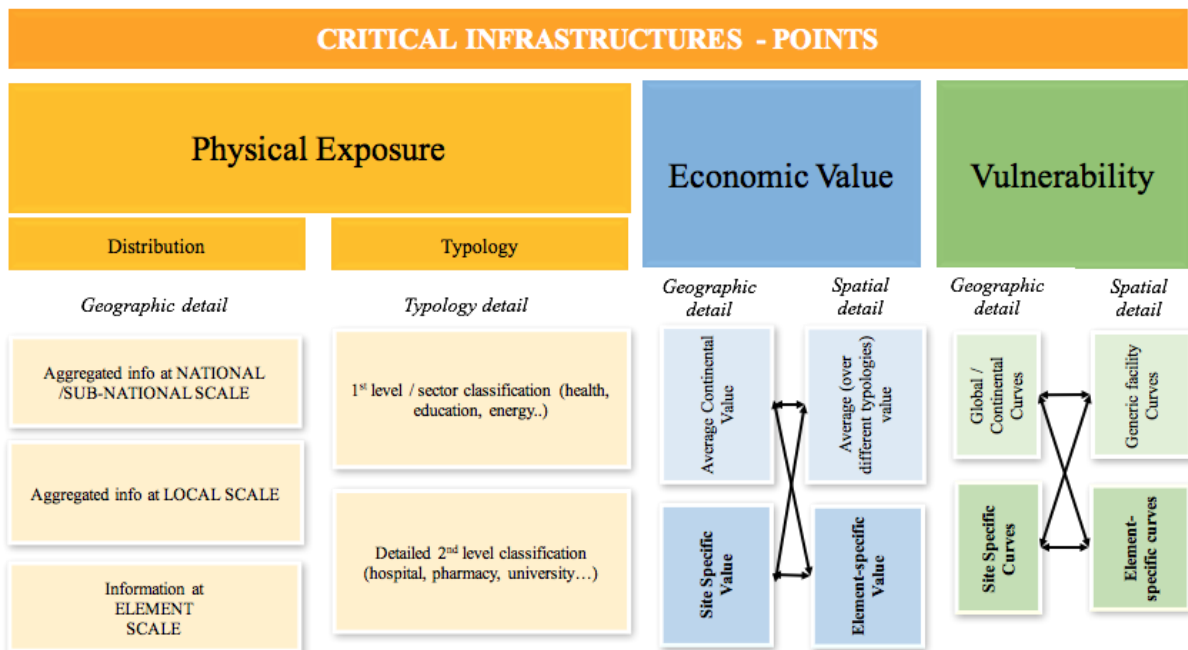 CRITICAL INFRASTRUCTURES - POINTS
Physical Exposure
Economic Value
Vulnerability
Distribution
Typology
Geographic detail
Typology detail
Geographic
detail
Spatial
detail
Geographic
detail
Spatial
detail
Aggregated info at NATIONAL
/SUB-NATIONAL SCALE
Aggregated info at LOCAL SCALE
Information at
ELEMENT
SCALE
1st level / sector classification (health,
education, energy..)
Detailed 2nd level classification
(hospital, pharmacy, university…)
Average Continental
Value
Site Specific
Value
Average (over
different typologies)
value
Element-specific
Value
Global /
Continental
Curves
Site Specific
Curves
Generic facility
Curves
Element-
specific curves